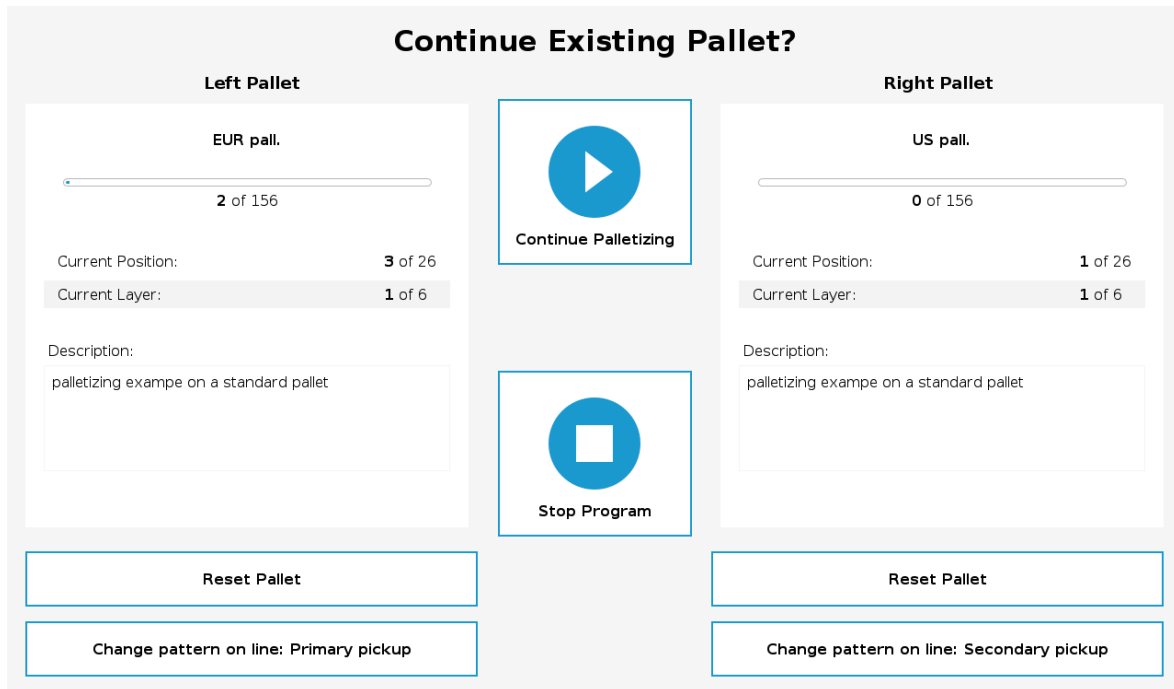 Continue Existing Pallet?
Left Pallet
EUR pall.
2 of 156
Current Position: 3 of 26
Current Layer: 1 of 6
Description:
palletizing exampe on a standard pallet
Reset Pallet
Change pattern on line: Primary pickup
Continue Palletizing
Stop Program
Right Pallet
US pall.
0 of 156
Current Position: 1 of 26
Current Layer: 1 of 6
Description:
palletizing exampe on a standard pallet
Reset Pallet
Change pattern on line: Secondary pickup